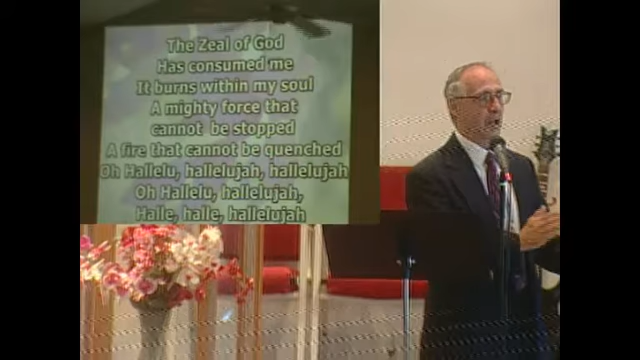 The Zeal of God
Has consumed me
It burns within my soul
A mighty force that
cannot be stopped
A fire that cannot be quenched
Oh Hallelu, hallelujah, hallelujah
Oh Hallelu, hallelujah,
Halle, halle, hallelujah